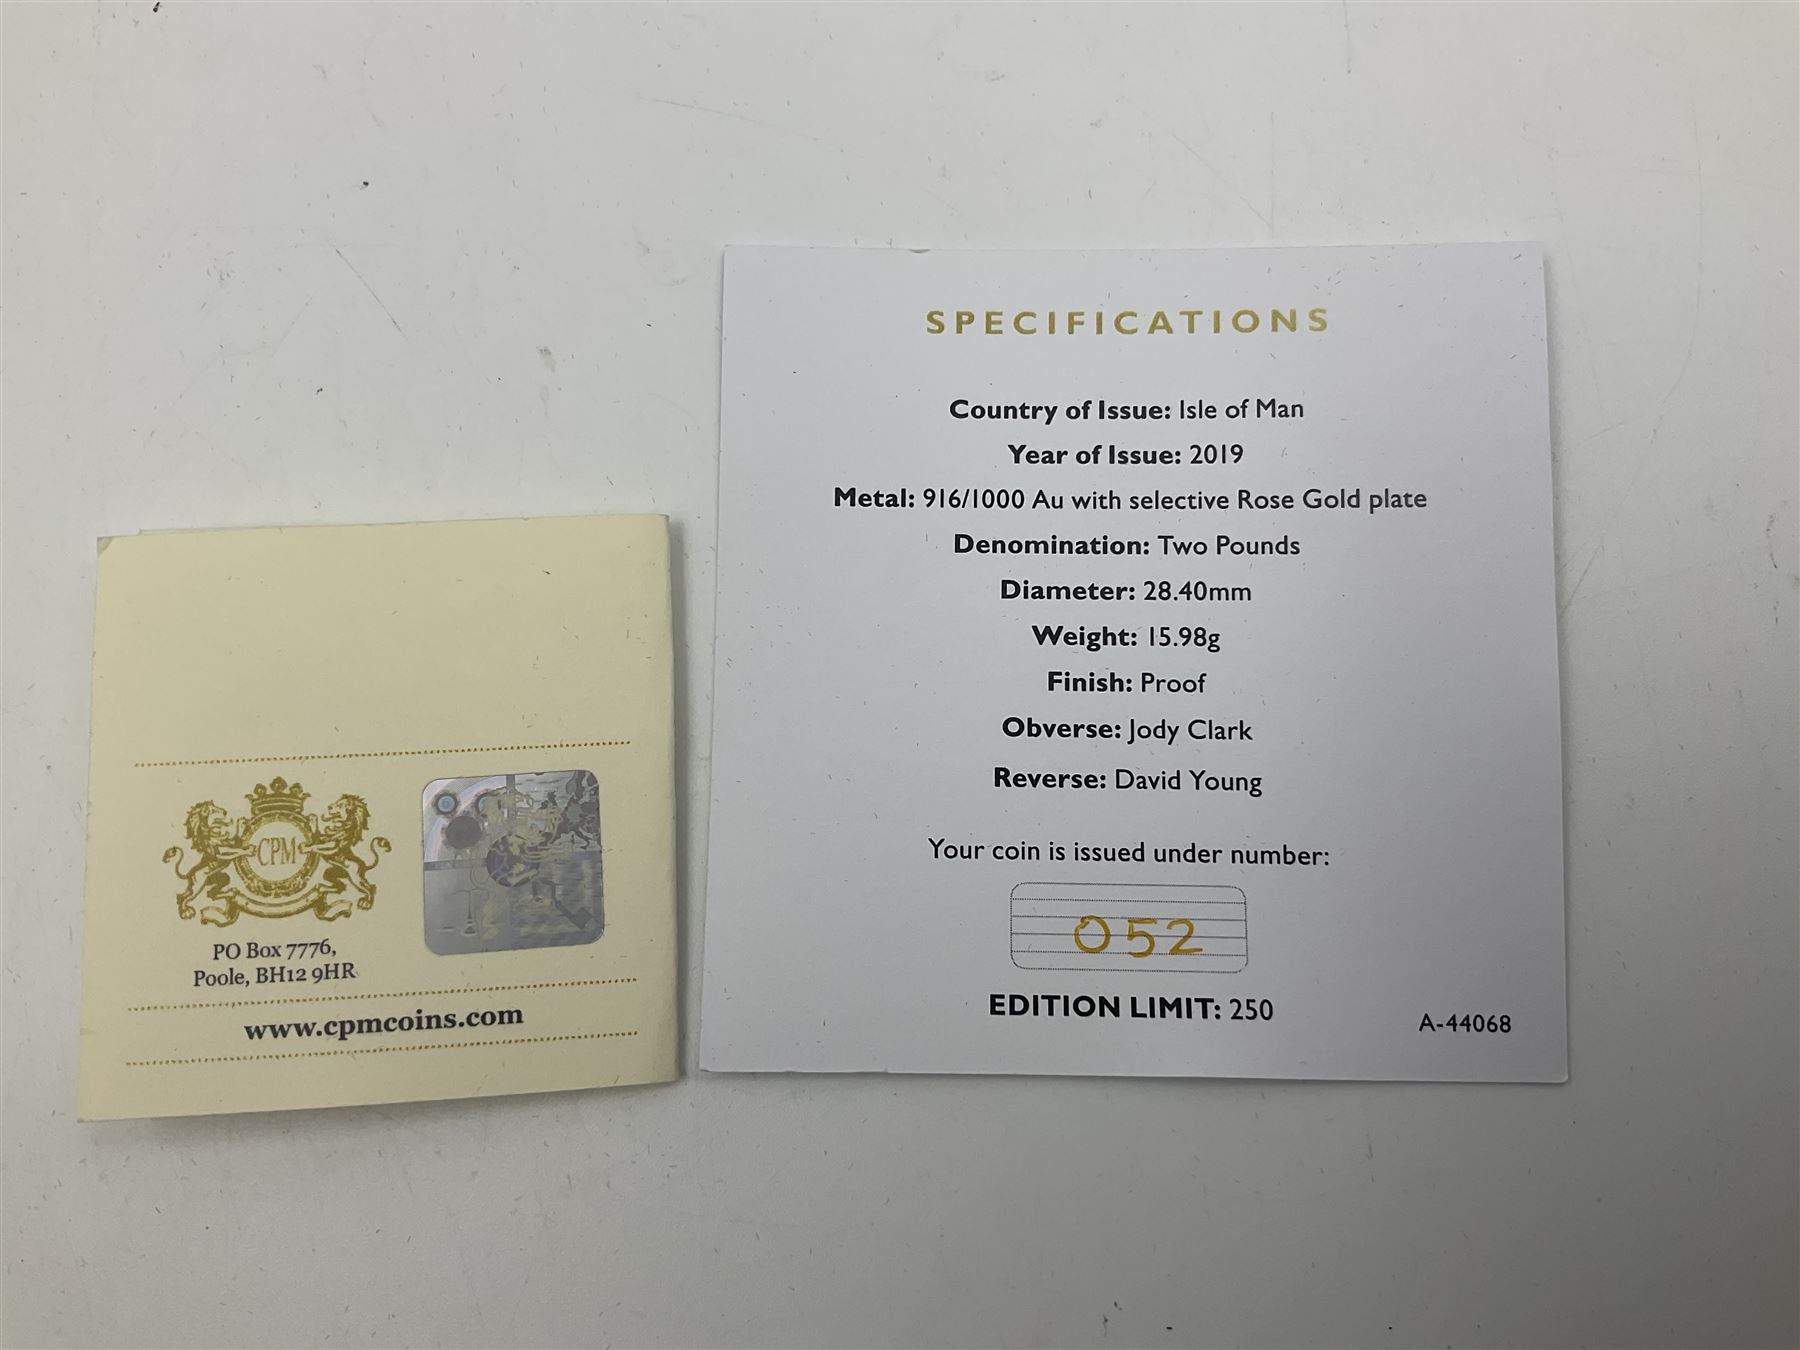 CPM
PO Box 7776,
Poole, BH12 9HR
www.cpmcoins.com
SPECIFICATIONS
Country of Issue: Isle of Man
Year of Issue: 2019
Metal: 916/1000 Au with selective Rose Gold plate
Denomination: Two Pounds
Diameter: 28.40mm
Weight: 15.98g
Finish: Proof
Obverse: Jody Clark
Reverse: David Young
Your coin is issued under number:
052
EDITION LIMIT: 250
A-44068